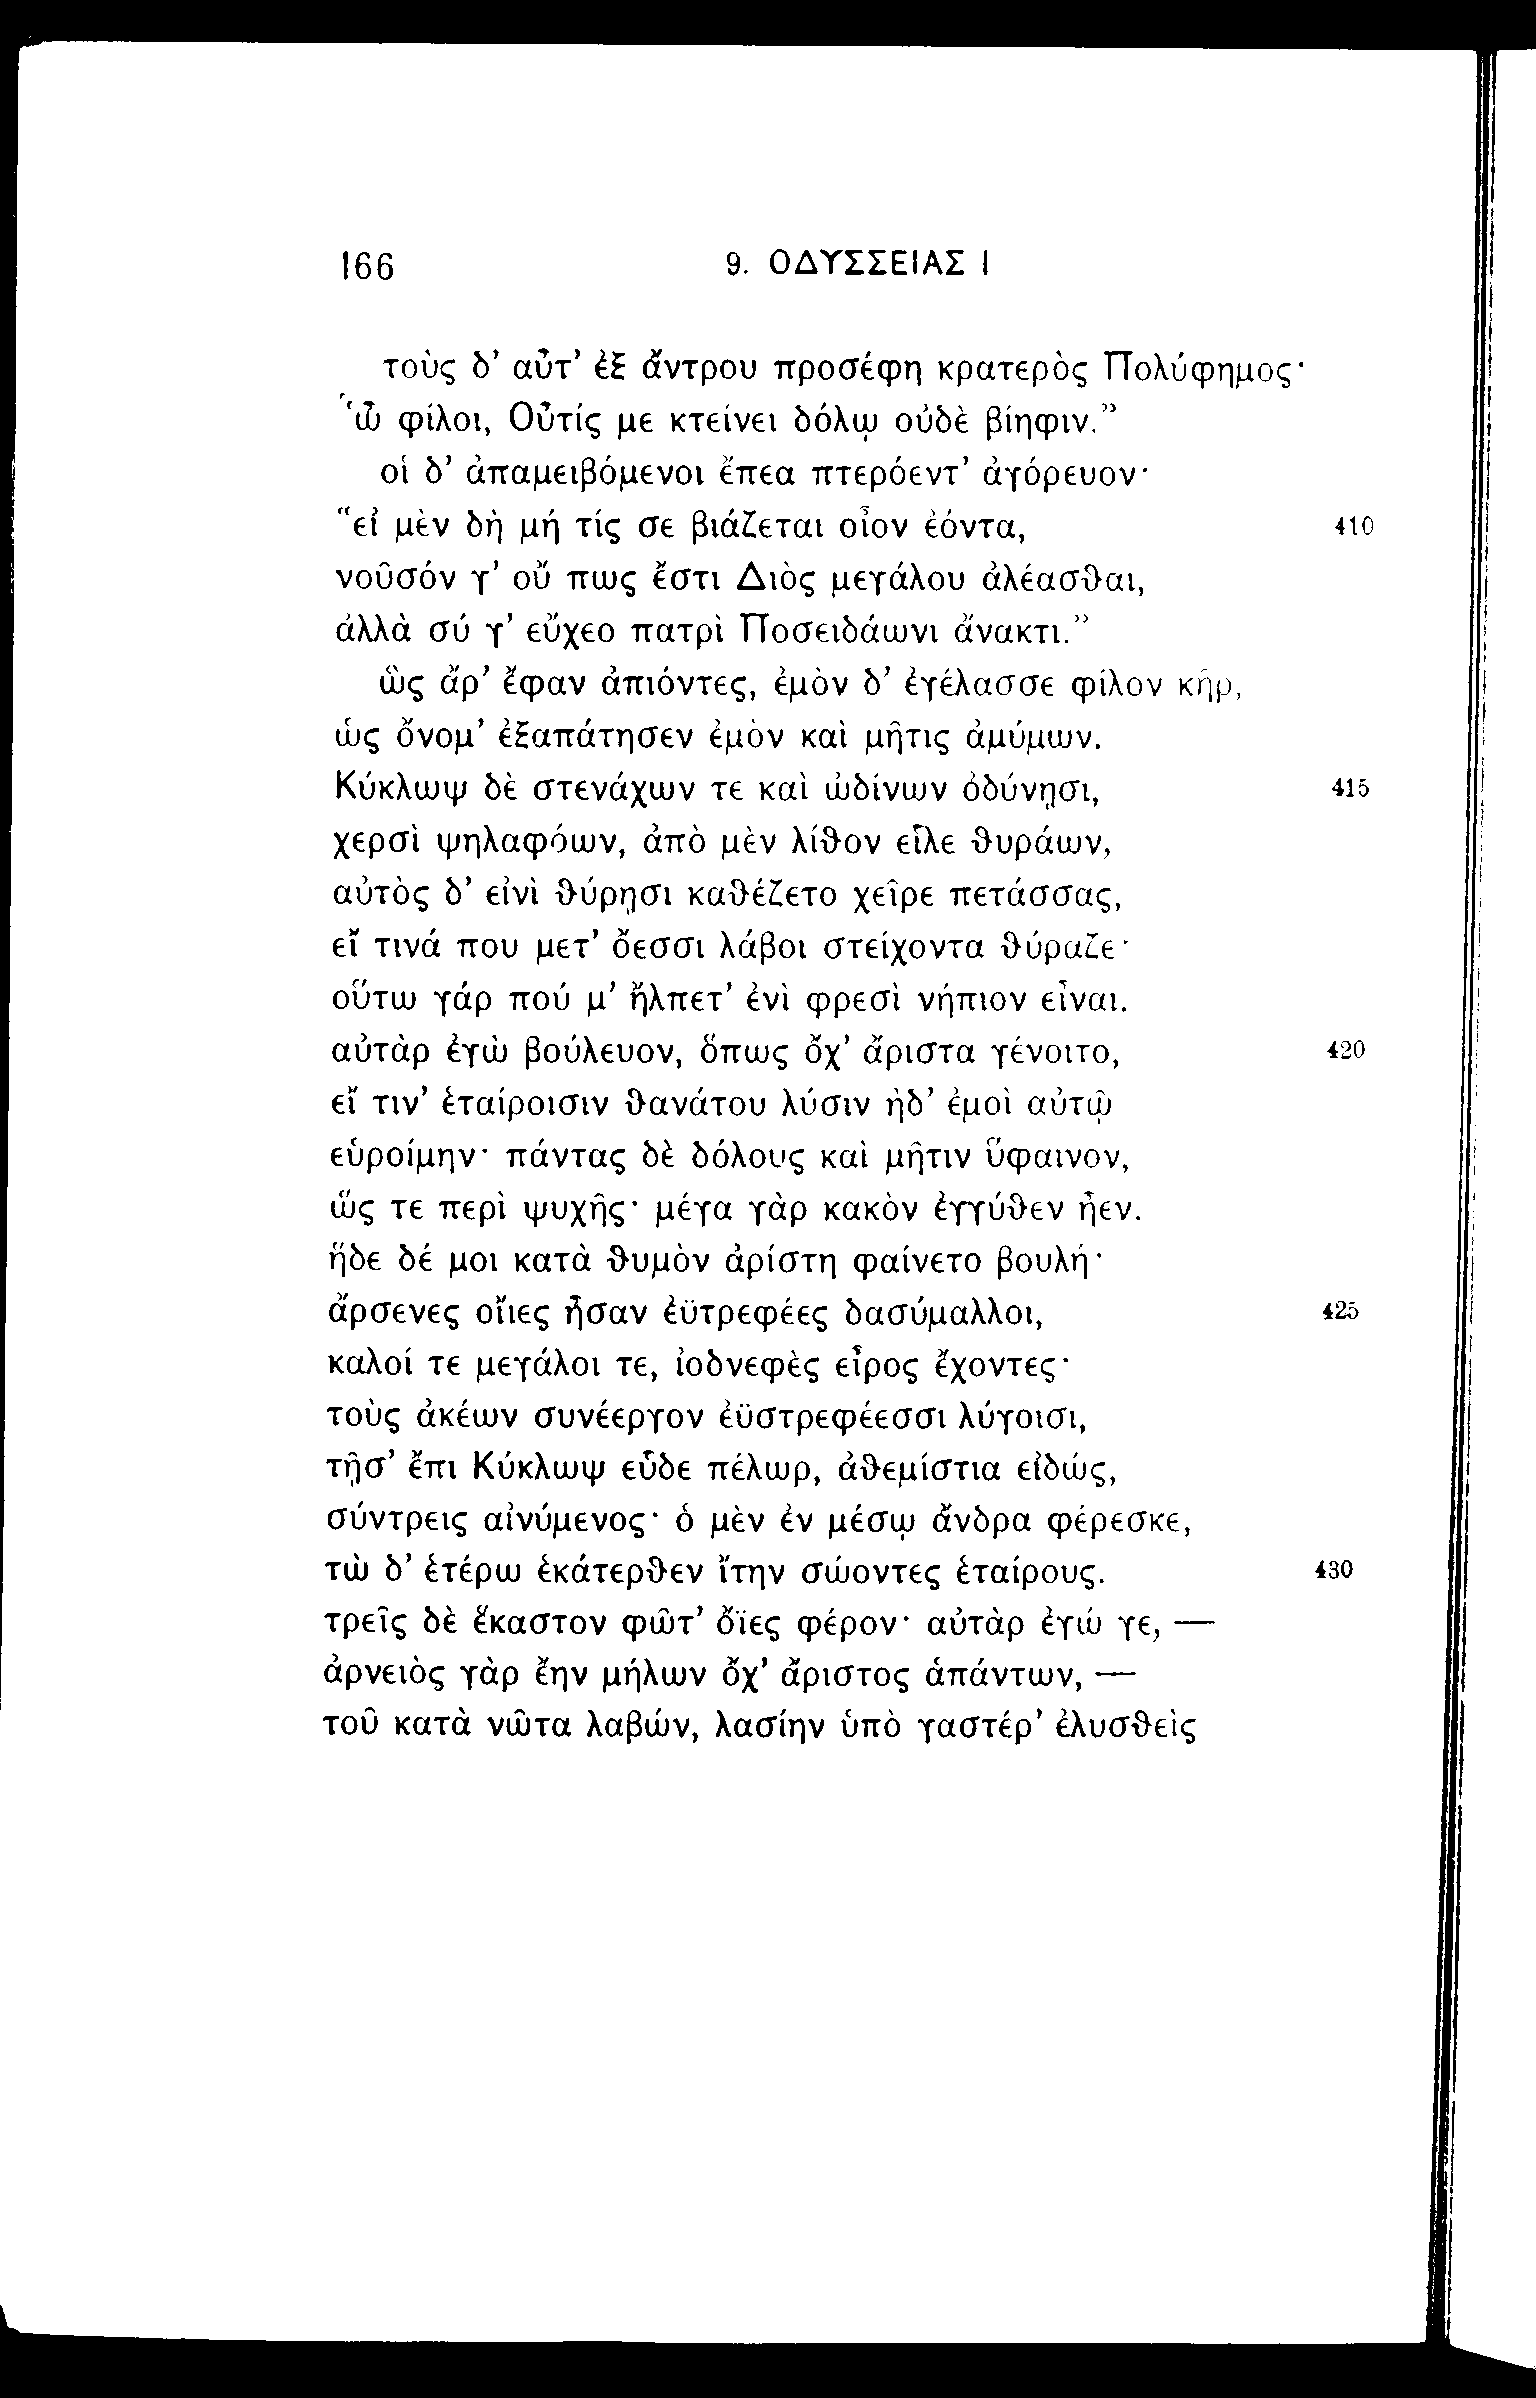 166 9. ΟΔΥΣΣΕΙΑΣ Ι
τοὺς δ’ αὖτ’ ἐξ ἄντρου προσέφη κρατερὸς Πολύφημος·
“ὦ φίλοι, Οὖτίς με κτείνει δόλῳ οὐδὲ βίηφιν.”
οἱ δ’ ἀπαμειβόμενοι ἔπεα πτερόεντ’ ἀγόρευον·
“εἰ μὲν δὴ μή τίς σε βιάζεται οἶον ἐόντα, 410
νοῦσόν γ’ οὔ πως ἔστι Διὸς μεγάλου ἀλέασθαι,
ἀλλὰ σύ γ’ εὔχεο πατρὶ Ποσειδάωνι ἄνακτι.”
ὣς ἄρ’ ἔφαν ἀπιόντες, ἐμὸν δ’ ἐγέλασσε φίλον κῆρ,
ὡς ὄνομ’ ἐξαπάτησεν ἐμὸν καὶ μῆτις ἀμύμων.
Κύκλωψ δὲ στενάχων τε καὶ ὠδίνων ὀδύνῃσι, 415
χερσὶ ψηλαφόων, ἀπὸ μὲν λίθον εἷλε θυράων,
αὐτὸς δ’ εἰνὶ θύρῃσι καθέζετο χεῖρε πετάσσας,
εἴ τινά που μετ’ ὄεσσι λάβοι στείχοντα θύραζε·
οὕτω γάρ πού μ’ ἤλπετ’ ἐνὶ φρεσὶ νήπιον εἶναι.
αὐτὰρ ἐγὼ βούλευον, ὅπως ὄχ’ ἄριστα γένοιτο, 420
εἴ τιν’ ἑταίροισιν θανάτου λύσιν ἠδ’ ἐμοὶ αὐτῷ
εὑροίμην· πάντας δὲ δόλους καὶ μῆτιν ὕφαινον,
ὥς τε περὶ ψυχῆς· μέγα γὰρ κακὸν ἐγγύθεν ἦεν.
ἥδε δέ μοι κατὰ θυμὸν ἀρίστη φαίνετο βουλή·
ἄρσενες οἴιες ἦσαν ἐϋτρεφέες δασύμαλλοι, 425
καλοί τε μεγάλοι τε, ἰοδνεφὲς εἶρος ἔχοντες·
τοὺς ἀκέων συνέεργον ἐϋστρεφέεσσι λύγοισι,
τῇσ’ ἔπι Κύκλωψ εὗδε πέλωρ, ἀθεμίστια εἰδώς,
σύντρεις αἰνύμενος· ὁ μὲν ἐν μέσῳ ἄνδρα φέρεσκε,
τὼ δ’ ἑτέρω ἑκάτερθεν ἴτην σώοντες ἑταίρους. 430
τρεῖς δὲ ἕκαστον φῶτ’ ὄϊες φέρον· αὐτὰρ ἐγώ γε, —
ἀρνειὸς γὰρ ἔην μήλων ὄχ’ ἄριστος ἁπάντων, —
τοῦ κατὰ νῶτα λαβών, λασίην ὑπὸ γαστέρ’ ἐλυσθεὶς